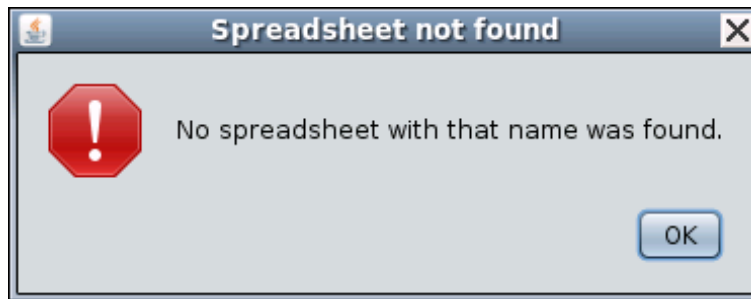 Spreadsheet not found
No spreadsheet with that name was found.
OK